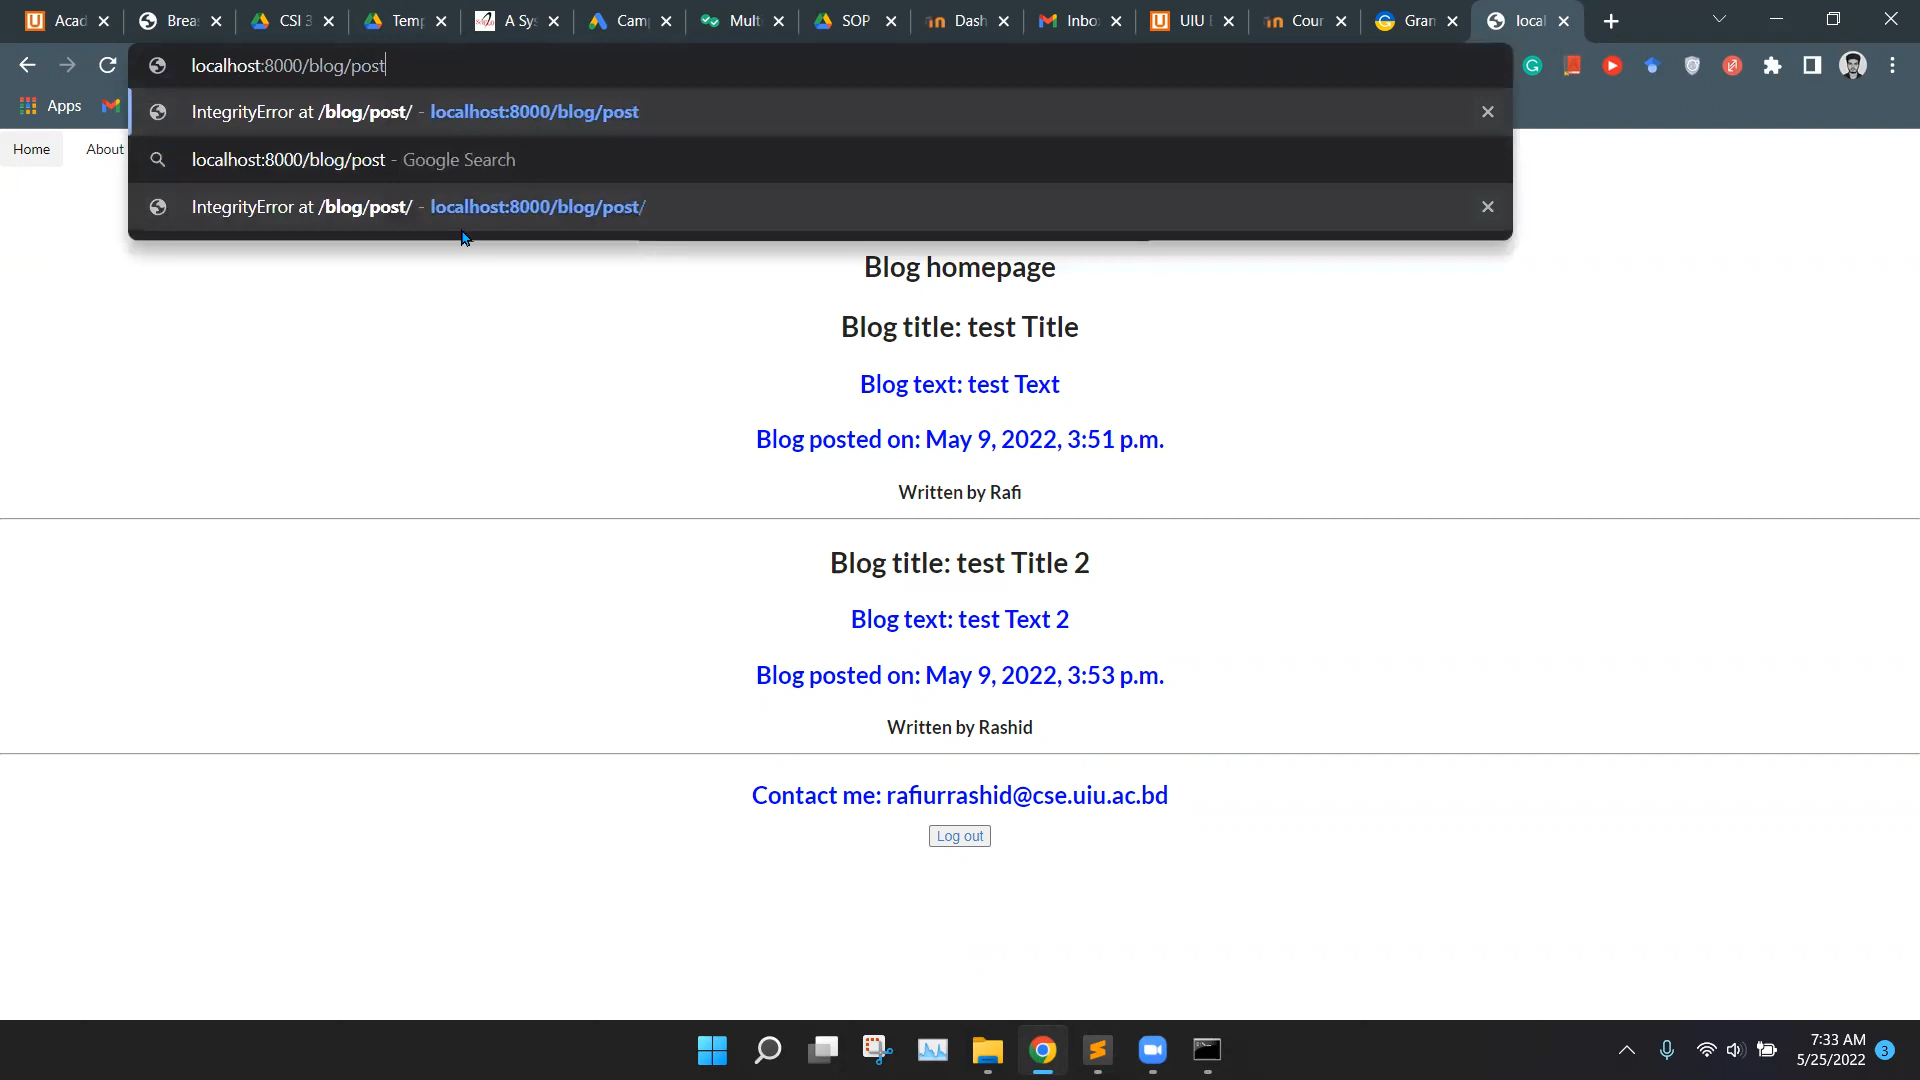 Acad
Brea
CSI 3
Temp
A Sy
Camp
Mult
SOP
Dash
Inbo
UIU
Cour
Gran
local
localhost:8000/blog/post
Apps
IntegrityError at /blog/post/ - localhost:8000/blog/post
localhost:8000/blog/post - Google Search
IntegrityError at /blog/post/ - localhost:8000/blog/post/
Home About
Blog homepage
Blog title: test Title
Blog text: test Text
Blog posted on: May 9, 2022, 3:51 p.m.
Written by Rafi
Blog title: test Title 2
Blog text: test Text 2
Blog posted on: May 9, 2022, 3:53 p.m.
Written by Rashid
Contact me: rafiurrashid@cse.uiu.ac.bd
Log out
7:33 AM
5/25/2022
3